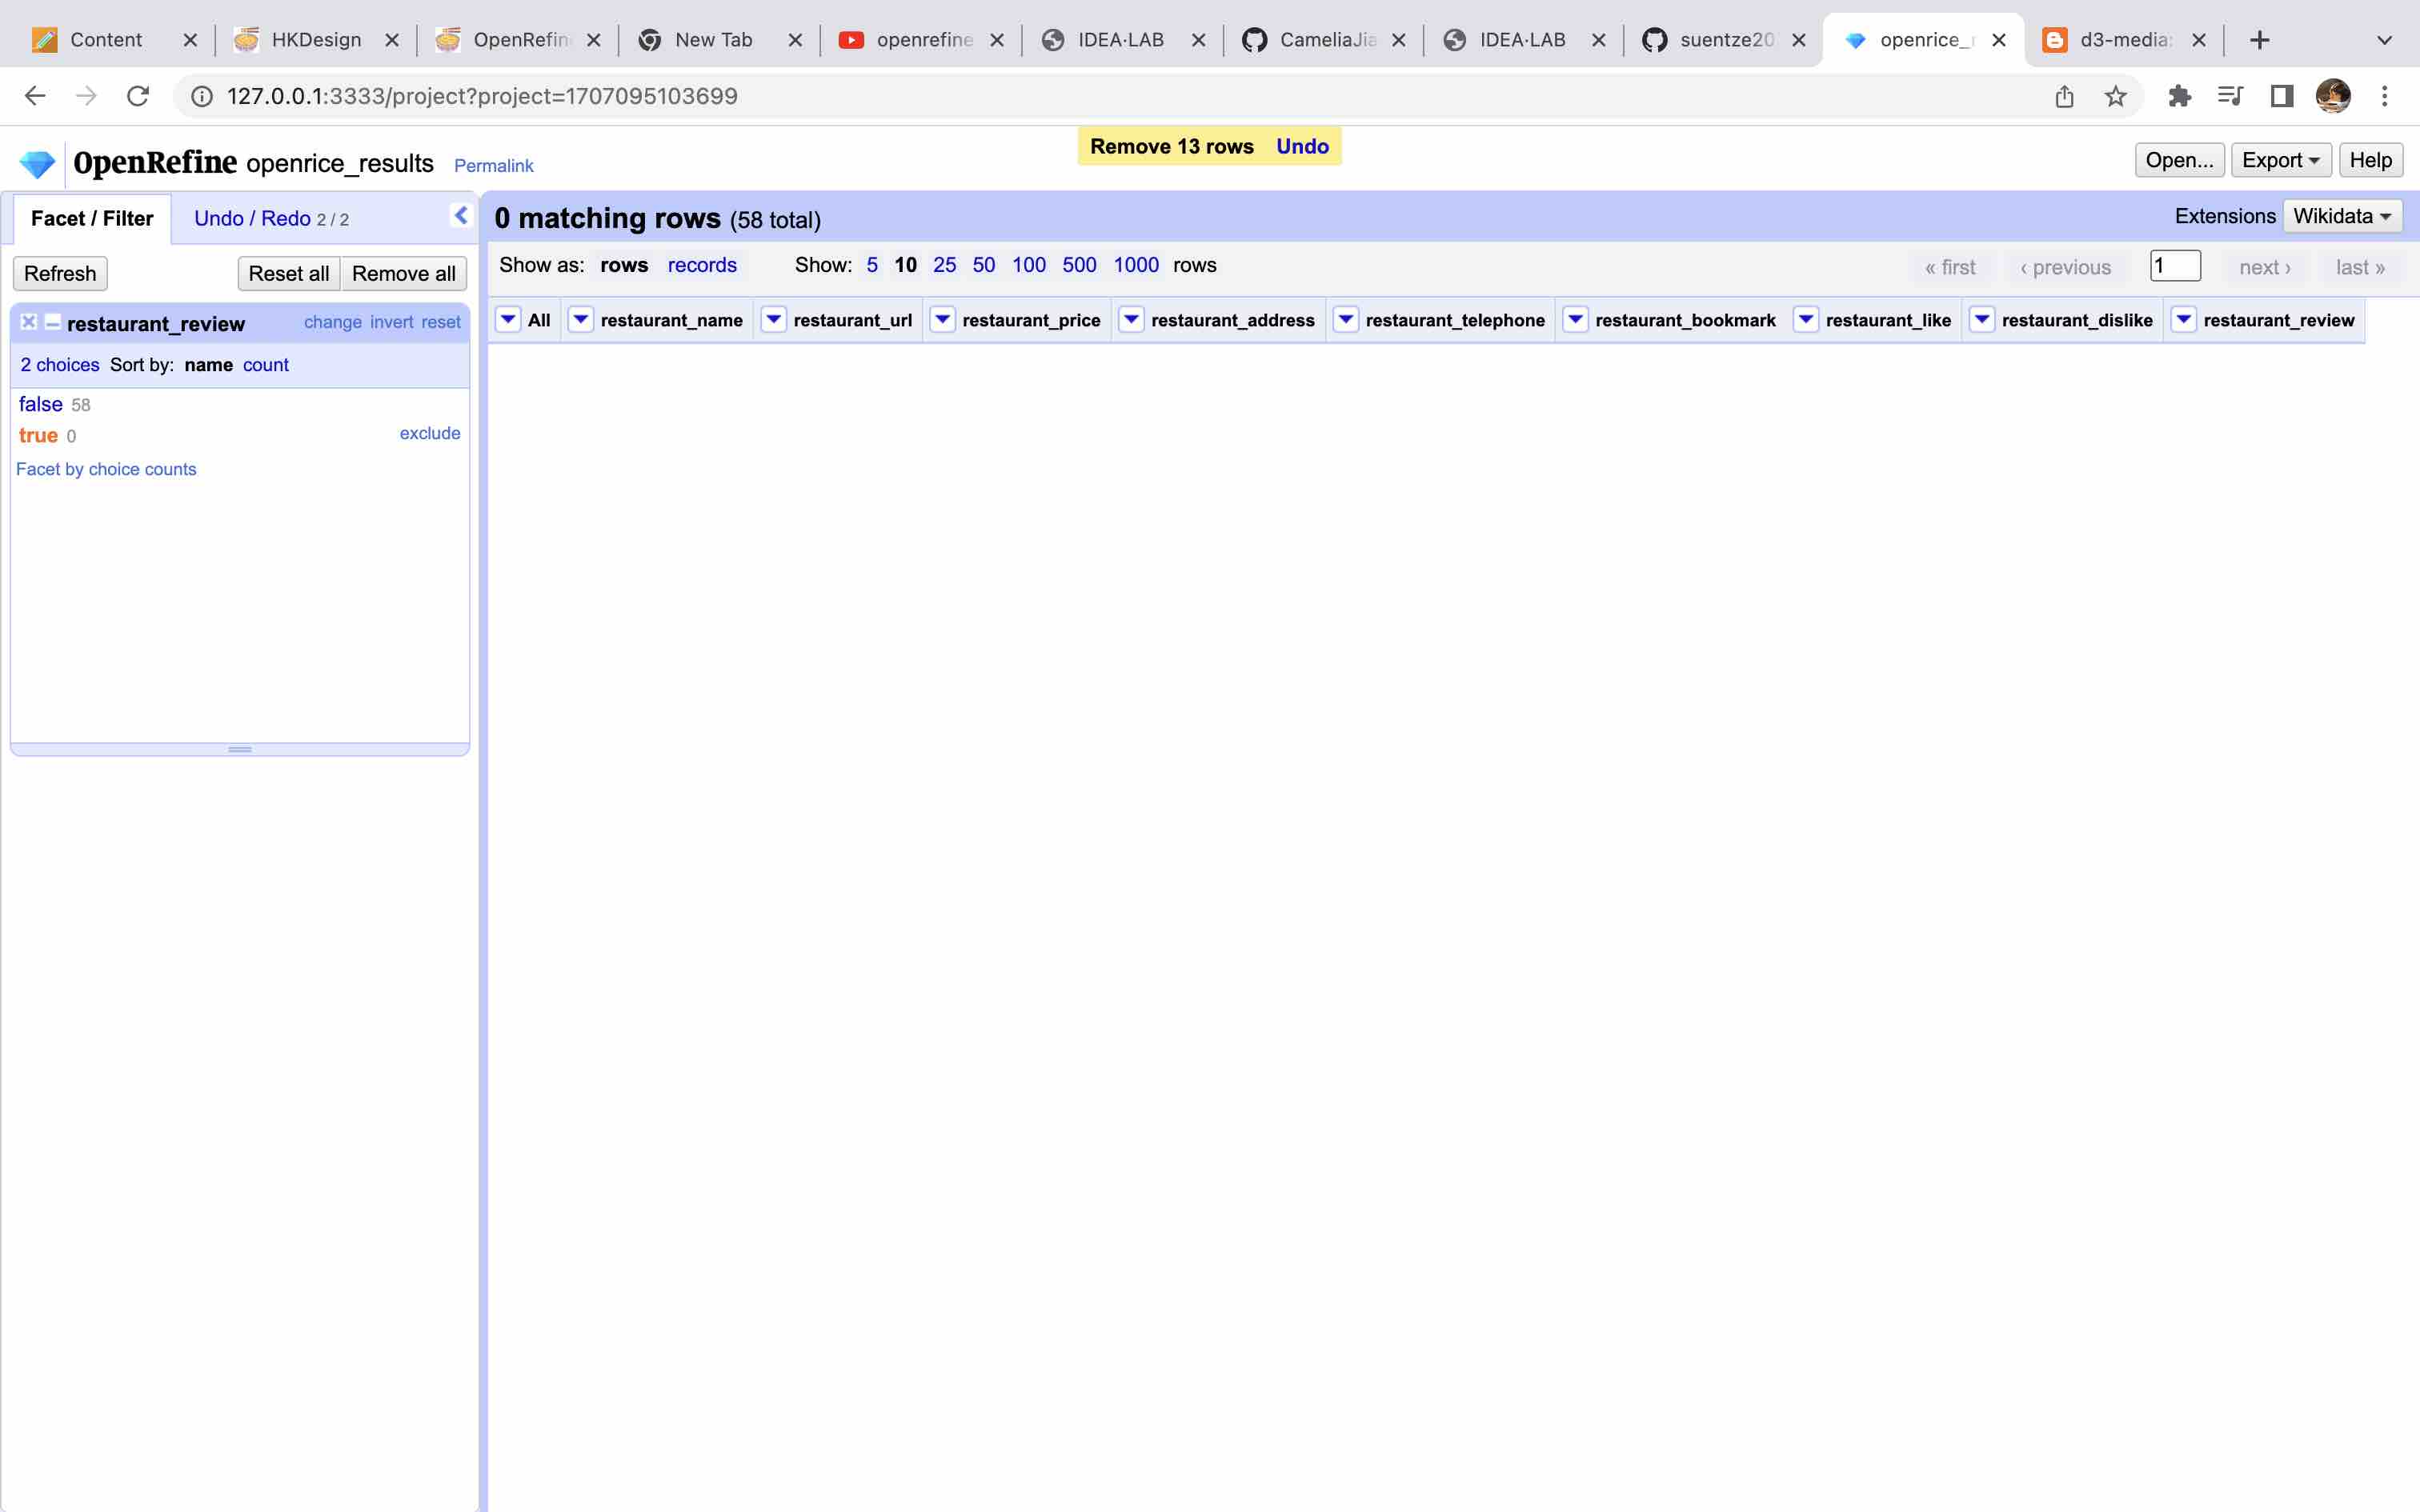 Content HKDesign OpenRefin New Tab openrefine IDEA·LAB CameliaJia IDEA·LAB suentze20 openrice_r d3-media:
127.0.0.1:3333/project?project=1707095103699
Remove 13 rows Undo
OpenRefine openrice_results Permalink
Open... Export Help
Facet / Filter Undo / Redo 2 / 2
0 matching rows (58 total)
Extensions Wikidata
Refresh Reset all Remove all
Show as: rows records Show: 5 10 25 50 100 500 1000 rows
« first ‹ previous 1 next › last »
restaurant_review change invert reset
All restaurant_name restaurant_url restaurant_price restaurant_address restaurant_telephone restaurant_bookmark restaurant_like restaurant_dislike restaurant_review
2 choices Sort by: name count
false 58
true 0 exclude
Facet by choice counts